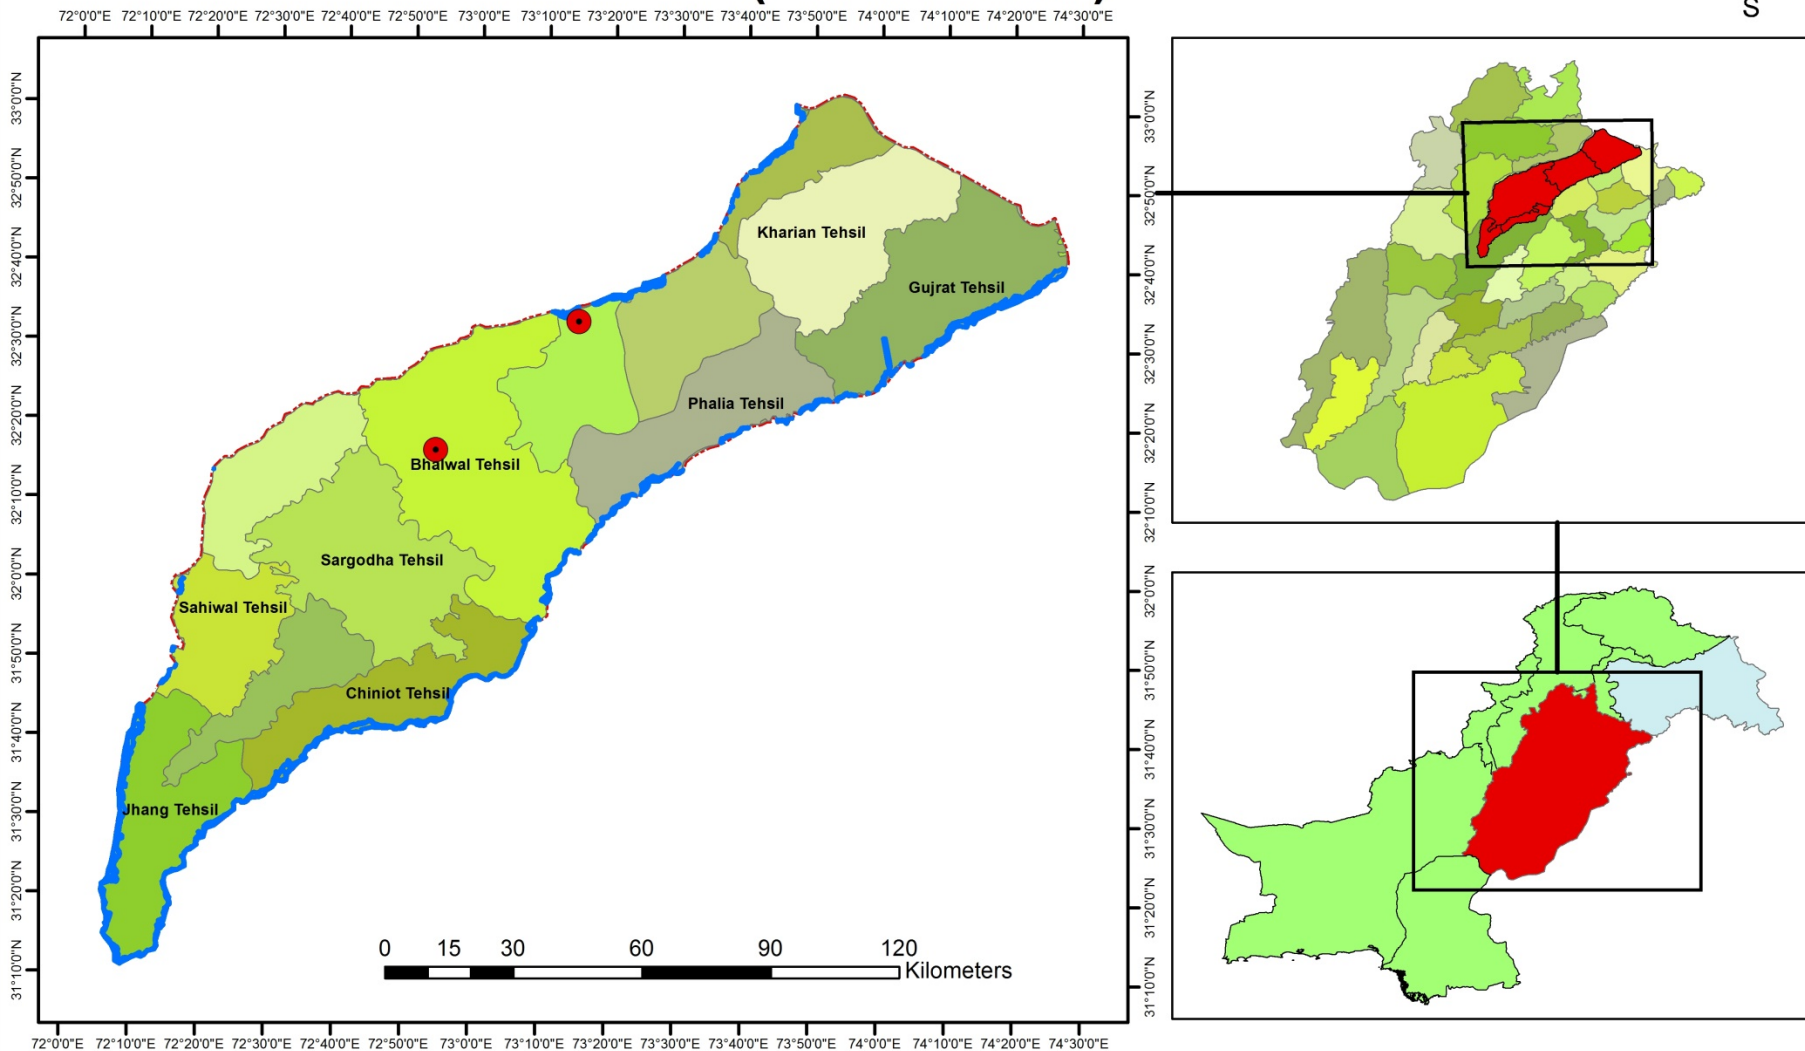 S
72°0'0"E 72°10'0"E 72°20'0"E 72°30'0"E 72°40'0"E 72°50'0"E 73°0'0"E 73°10'0"E 73°20'0"E 73°30'0"E 73°40'0"E 73°50'0"E 74°0'0"E 74°10'0"E 74°20'0"E 74°30'0"E
33°0'0"N
32°50'0"N
32°40'0"N
32°30'0"N
32°20'0"N
32°10'0"N
32°0'0"N
31°50'0"N
31°40'0"N
31°30'0"N
31°20'0"N
31°10'0"N
Kharian Tehsil
Gujrat Tehsil
Phalia Tehsil
Bhalwal Tehsil
Sargodha Tehsil
Sahiwal Tehsil
Chiniot Tehsil
Jhang Tehsil
0 15 30 60 90 120
Kilometers
33°0'0"N
32°50'0"N
32°40'0"N
32°30'0"N
32°20'0"N
32°10'0"N
32°0'0"N
31°50'0"N
31°40'0"N
31°30'0"N
31°20'0"N
31°10'0"N
72°0'0"E 72°10'0"E 72°20'0"E 72°30'0"E 72°40'0"E 72°50'0"E 73°0'0"E 73°10'0"E 73°20'0"E 73°30'0"E 73°40'0"E 73°50'0"E 74°0'0"E 74°10'0"E 74°20'0"E 74°30'0"E